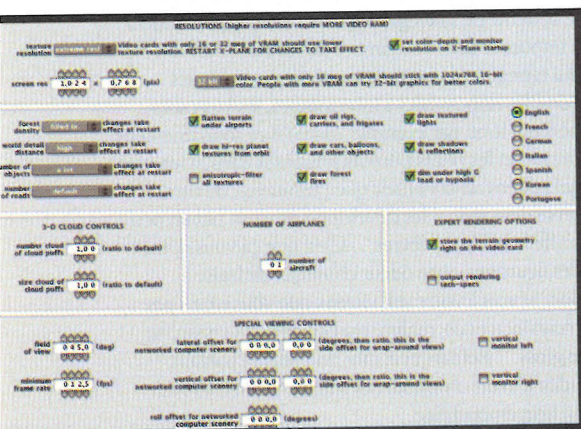 RESOLUTIONS (higher resolutions require MORE VIDEO RAM)
texture resolution extreme res! Video cards with only 16 or 32 meg of VRAM should use lower texture resolution. RESTART X-PLANE FOR CHANGES TO TAKE EFFECT.
set color-depth and monitor resolution on X-Plane startup
screen res 1,0 2 4 x 0,7 6 8 (pls)
32 bit Video cards with only 16 meg of VRAM should stick with 1024x768, 16-bit color. People with more VRAM can try 32-bit graphics for better colors.
forest density changes take effect at restart
world detail distance high changes take effect at restart
number of objects a lot changes take effect at restart
number of roads default changes take effect at restart
flatten terrain under airports
draw hi-res planet textures from orbit
anisotropic-filter all textures
draw oil rigs, carriers, and frigates
draw cars, balloons, and other objects
draw forest fires
draw textured lights
draw shadows & reflections
dim under high G load or hypoxia
English
French
German
Italian
Spanish
Korean
Portugese
3-D CLOUD CONTROLS
number cloud of cloud puffs 1,0 0 (ratio to default)
size cloud of cloud puffs 1,0 0 (ratio to default)
NUMBER OF AIRPLANES
0 1 number of aircraft
EXPERT RENDERING OPTIONS
store the terrain geometry right on the video card
output rendering tech-specs
SPECIAL VIEWING CONTROLS
field of view 0 4 5,0 (deg)
minimum frame rate 0 1 2,5 (fps)
lateral offset for networked computer scenery 0 0 0,0 0,0 0 (degrees, then ratio, this is the side offset for wrap-around views)
vertical offset for networked computer scenery 0 0 0,0 0,0 0 (degrees, then ratio, this is the side offset for wrap-around views)
roll offset for networked computer scenery 0 0 0,0 (degrees)
vertical monitor left
vertical monitor right